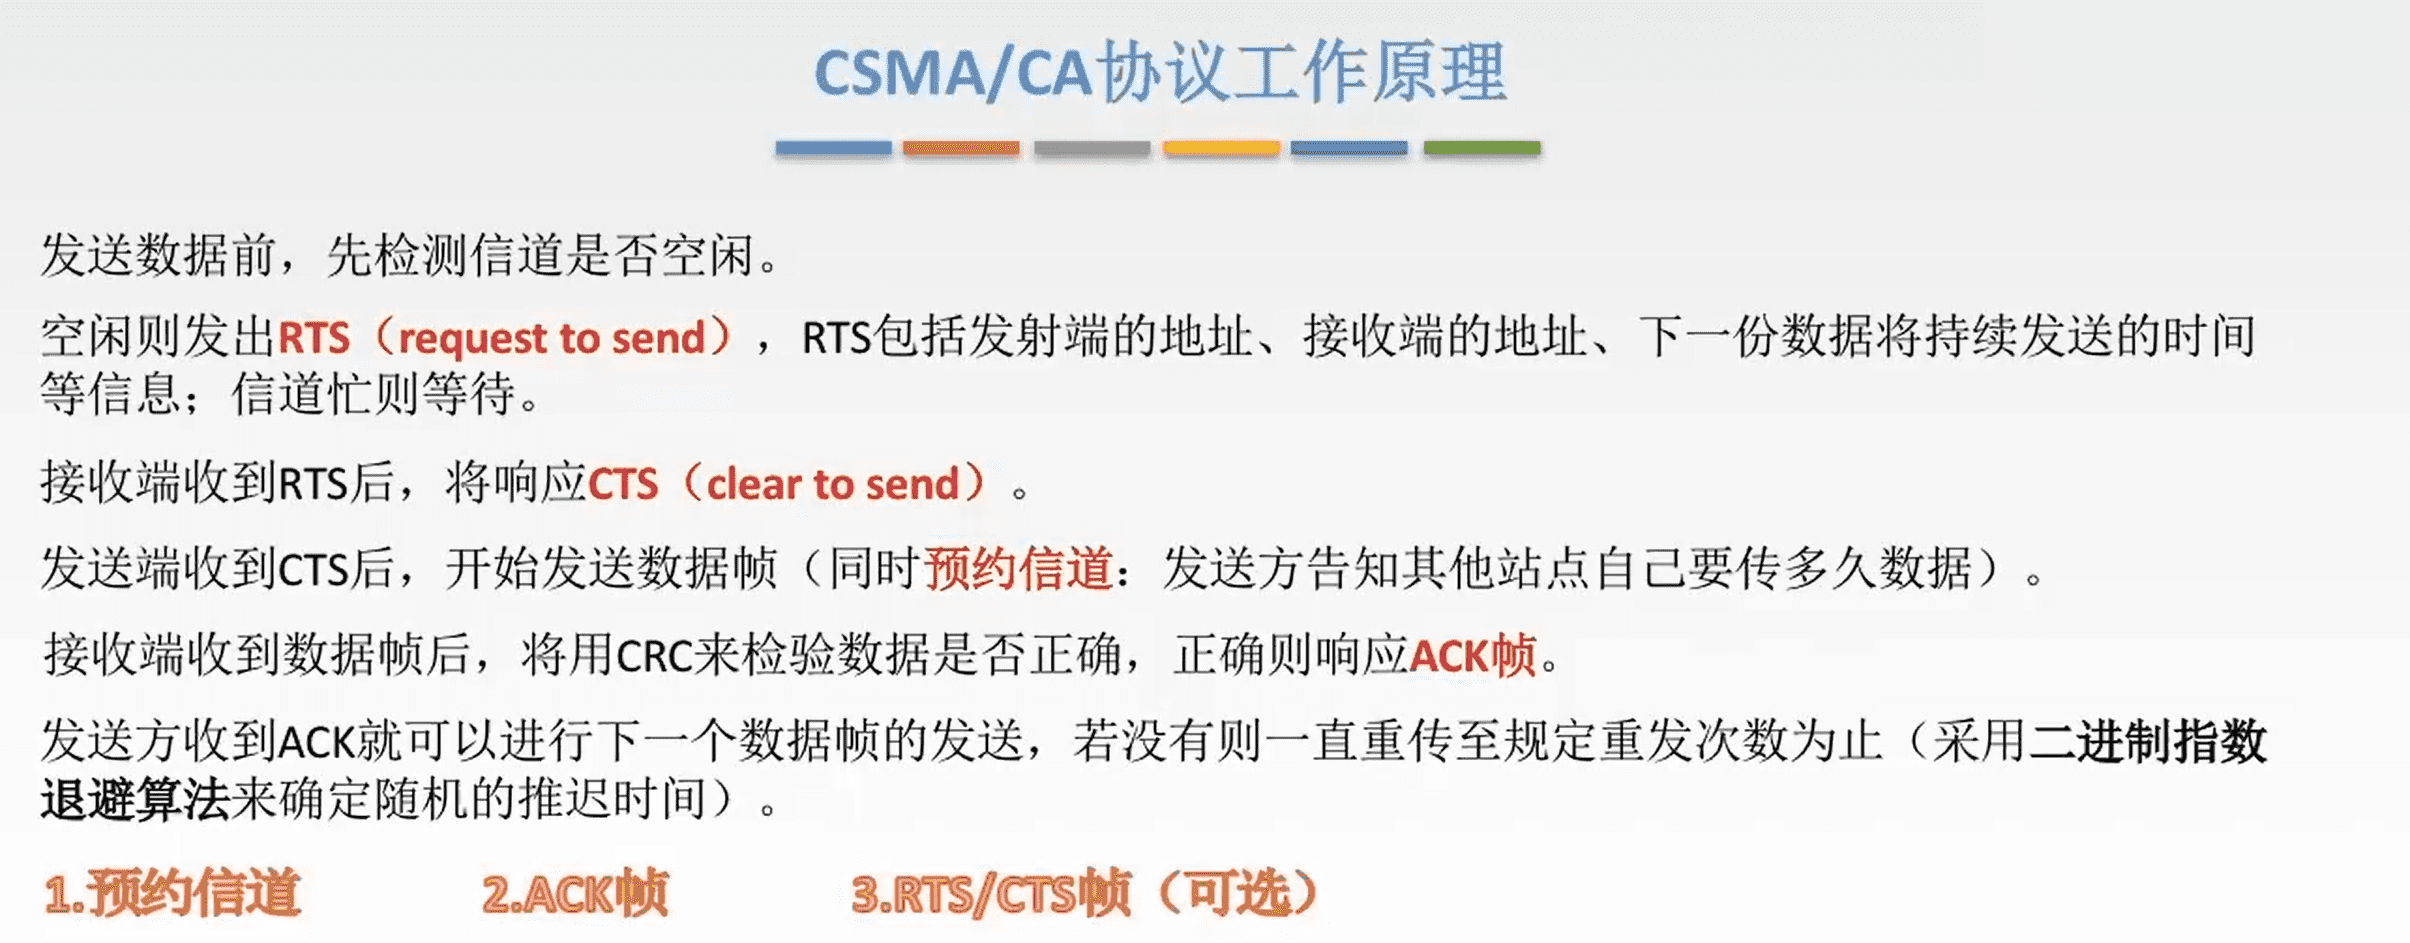 CSMA/CA协议工作原理
发送数据前，先检测信道是否空闲。
空闲则发出RTS（request to send），RTS包括发射端的地址、接收端的地址、下一份数据将持续发送的时间
等信息；信道忙则等待。
接收端收到RTS后，将响应CTS（clear to send）。
发送端收到CTS后，开始发送数据帧（同时预约信道：发送方告知其他站点自己要传多久数据）。
接收端收到数据帧后，将用CRC来检验数据是否正确，正确则响应ACK帧。
发送方收到ACK就可以进行下一个数据帧的发送，若没有则一直重传至规定重发次数为止（采用二进制指数
退避算法来确定随机的推迟时间）。
1.预约信道 2.ACK帧 3.RTS/CTS帧（可选）